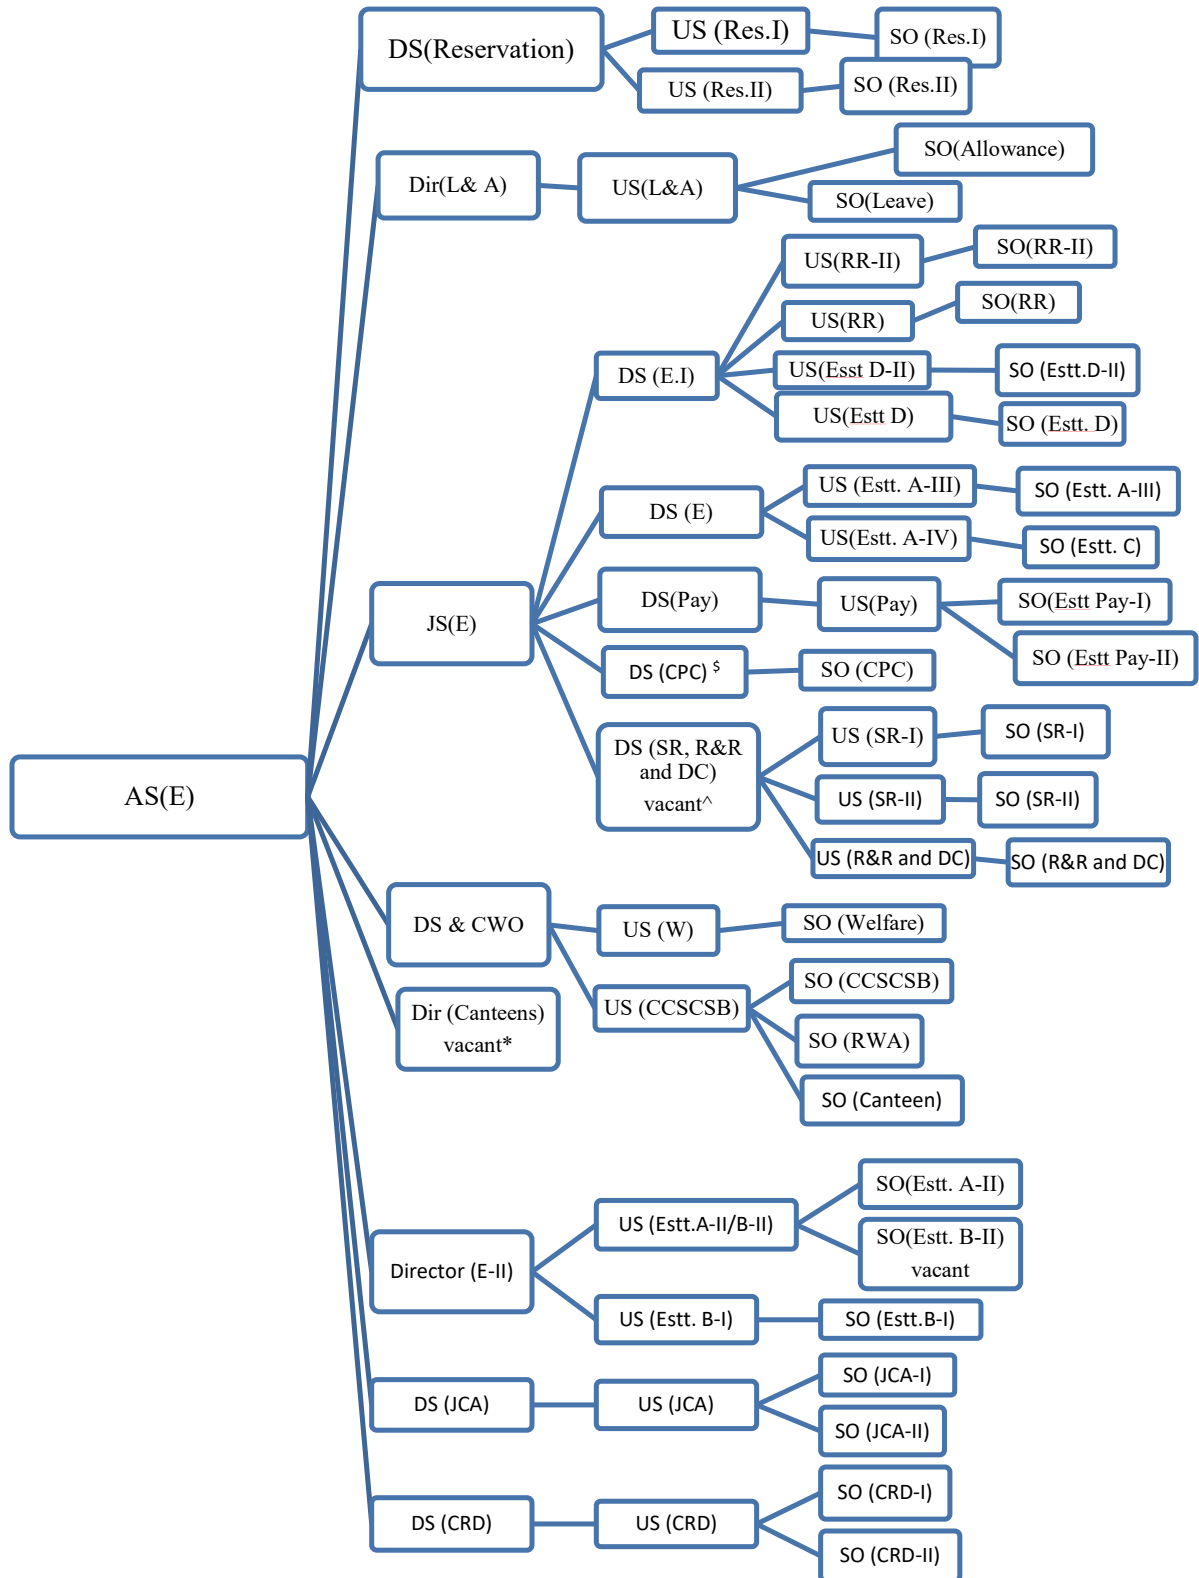 DS(Reservation)
US (Res.I)
SO (Res.I)
US (Res.II)
SO (Res.II)
Dir(L& A)
US(L&A)
SO(Allowance)
SO(Leave)
AS(E)
JS(E)
DS (E.I)
US(RR-II)
SO(RR-II)
US(RR)
SO(RR)
US(Esst D-II)
SO (Estt.D-II)
US(Estt D)
SO (Estt. D)
DS (E)
US (Estt. A-III)
SO (Estt. A-III)
US(Estt. A-IV)
SO (Estt. C)
DS(Pay)
US(Pay)
SO(Estt Pay-I)
SO (Estt Pay-II)
DS (CPC) $
SO (CPC)
DS (SR, R&R
and DC)
vacant^
US (SR-I)
SO (SR-I)
US (SR-II)
SO (SR-II)
US (R&R and DC)
SO (R&R and DC)
DS & CWO
US (W)
SO (Welfare)
US (CCSCSB)
SO (CCSCSB)
SO (RWA)
SO (Canteen)
Dir (Canteens)
vacant*
Director (E-II)
US (Estt.A-II/B-II)
SO(Estt. A-II)
SO(Estt. B-II)
vacant
US (Estt. B-I)
SO (Estt.B-I)
DS (JCA)
US (JCA)
SO (JCA-I)
SO (JCA-II)
DS (CRD)
US (CRD)
SO (CRD-I)
SO (CRD-II)